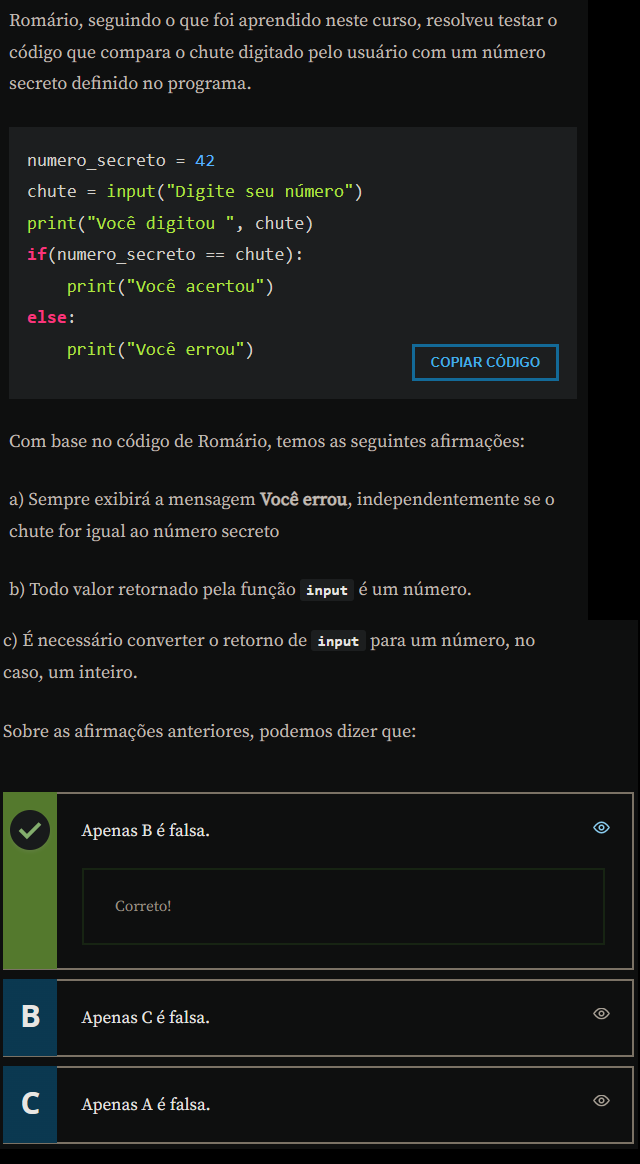 Romário, seguindo o que foi aprendido neste curso, resolveu testar o
código que compara o chute digitado pelo usuário com um número
secreto definido no programa.
numero_secreto = 42
chute = input("Digite seu número")
print("Você digitou ", chute)
if(numero_secreto == chute):
    print("Você acertou")
else:
    print("Você errou")
COPIAR CÓDIGO
Com base no código de Romário, temos as seguintes afirmações:
a) Sempre exibirá a mensagem Você errou, independentemente se o
chute for igual ao número secreto
b) Todo valor retornado pela função input é um número.
c) É necessário converter o retorno de input para um número, no
caso, um inteiro.
Sobre as afirmações anteriores, podemos dizer que:
Apenas B é falsa.
Correto!
B Apenas C é falsa.
C Apenas A é falsa.